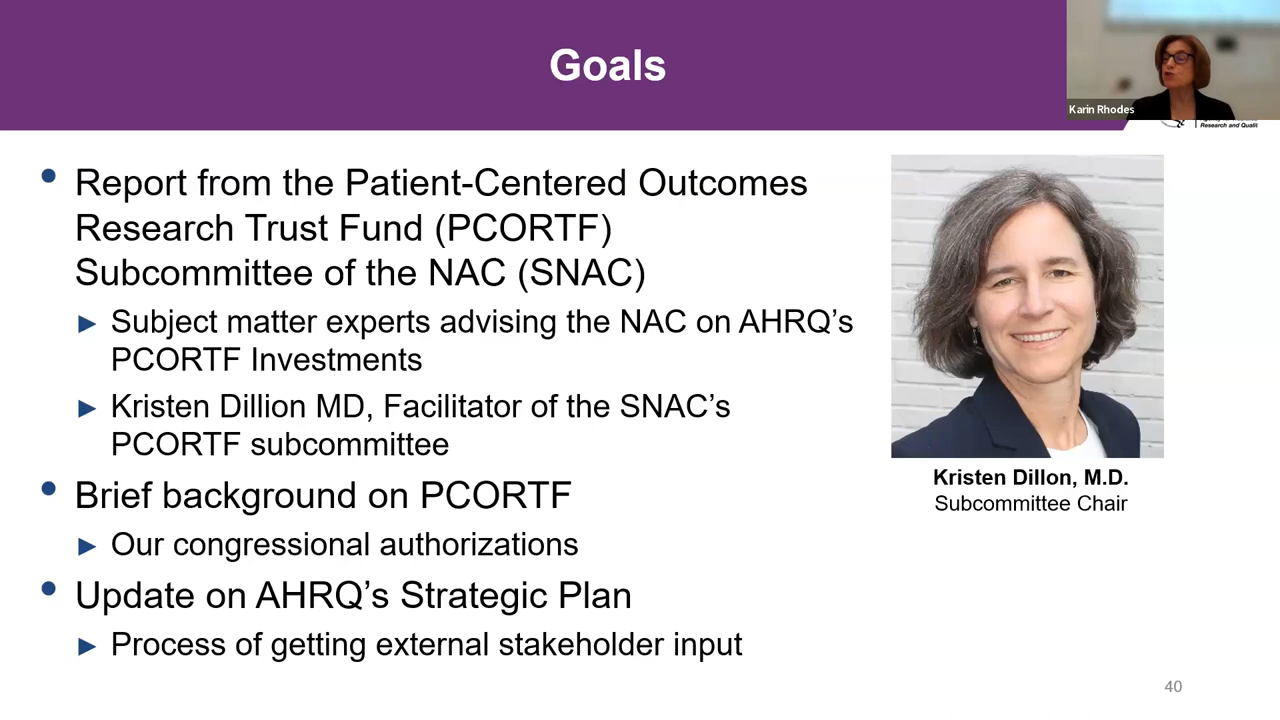 Goals
Karin Rhodes
Research and Qualit
• Report from the Patient-Centered Outcomes
Research Trust Fund (PCORTF)
Subcommittee of the NAC (SNAC)
► Subject matter experts advising the NAC on AHRQ’s
PCORTF Investments
► Kristen Dillion MD, Facilitator of the SNAC’s
PCORTF subcommittee
• Brief background on PCORTF
► Our congressional authorizations
• Update on AHRQ’s Strategic Plan
► Process of getting external stakeholder input
Kristen Dillon, M.D.
Subcommittee Chair
40